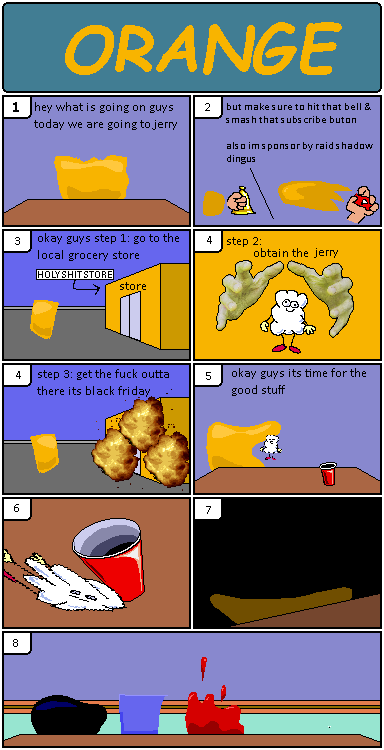 ORANGE
1
hey what is going on guys
today we are going to jerry
2
but make sure to hit that bell &
smash that subscribe buton
also im sponsor by raid shadow
dingus
3
okay guys step 1: go to the
local grocery store
HOLYSHITSTORE
store
4
step 2:
obtain the jerry
4
step 3: get the fuck outta
there its black friday
5
okay guys its time for the
good stuff
6
7
8